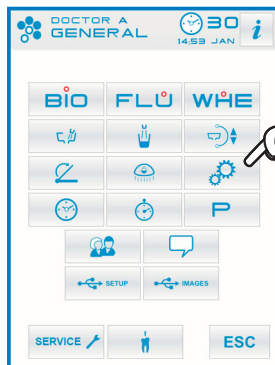 DOCTOR A
GENERAL
30
14:53 JAN
i
BIO FLU WHE
P
SETUP IMAGES
SERVICE ESC